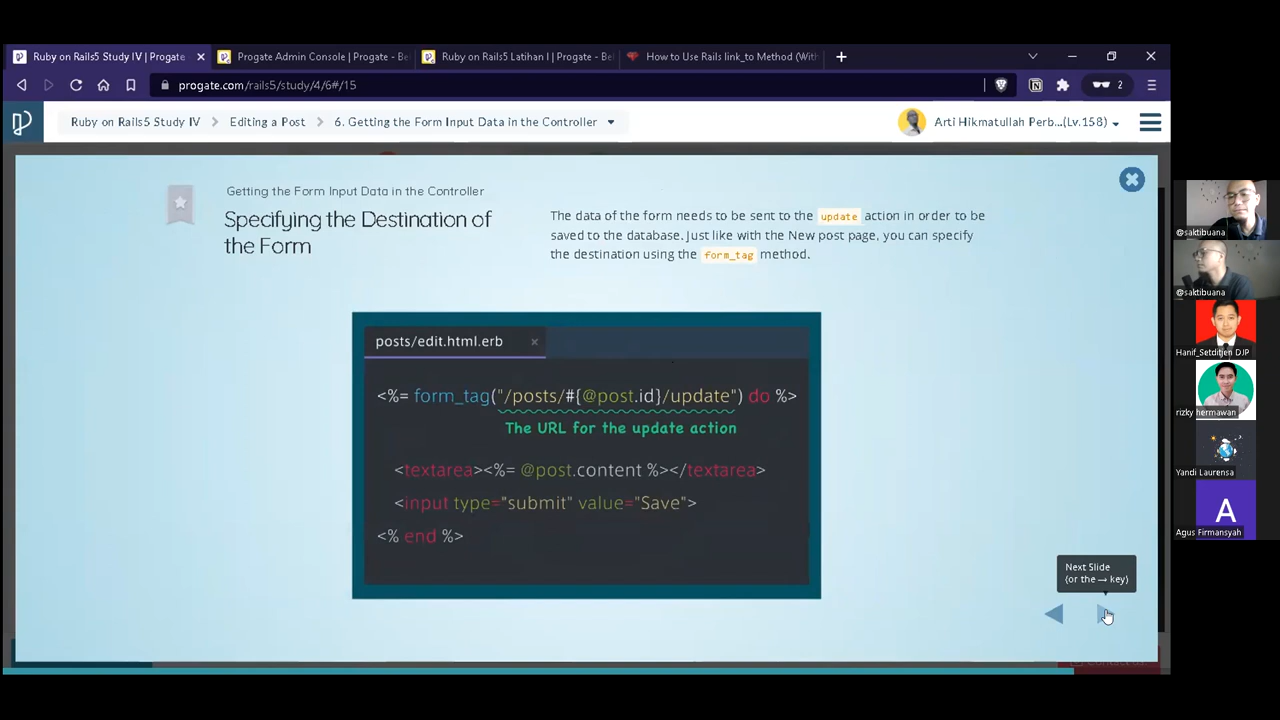 Ruby on Rails5 Study IV | Progate
Progate Admin Console | Progate - Be
Ruby on Rails5 Latihan I | Progate - Be
How to Use Rails link_to Method (With
progate.com/rails5/study/4/6#/15
2
Ruby on Rails5 Study IV
Editing a Post
6. Getting the Form Input Data in the Controller
Arti Hikmatullah Perb...(Lv.158)
Getting the Form Input Data in the Controller
Specifying the Destination of
the Form
The data of the form needs to be sent to the update action in order to be
saved to the database. Just like with the New post page, you can specify
the destination using the form_tag method.
posts/edit.html.erb
<%= form_tag("/posts/#{@post.id}/update") do %>
The URL for the update action
<textarea><%= @post.content %></textarea>
<input type="submit" value="Save">
<% end %>
Next Slide
(or the → key)
@saktibuana
@saktibuana
Hanif_Setditjen DJP
rizky hermawan
Yandi Laurensa
A
Agus Firmansyah